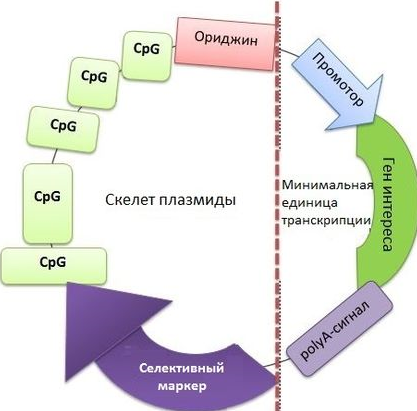 Ориджин
CpG
CpG
CpG
CpG
CpG
Промотор
Ген интереса
Скелет плазмиды
Минимальная
единица
транскрипции
polyA-сигнал
Селективный
маркер